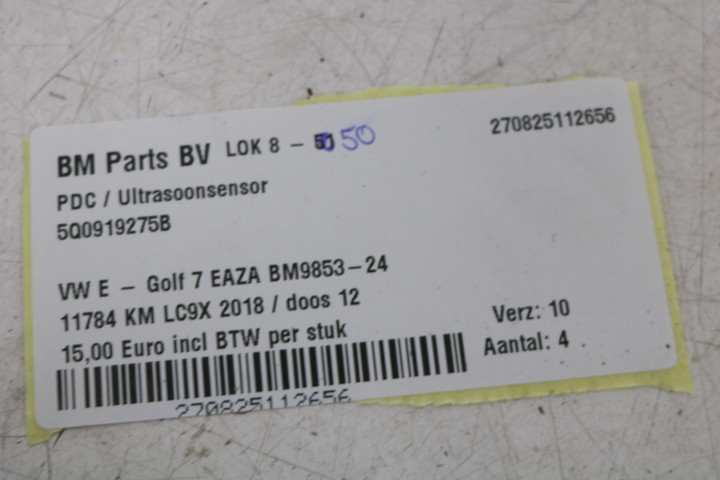 BM Parts BV LOK 8 - 50
270825112656
PDC / Ultrasoonsensor
5Q0919275B
VW E - Golf 7 EAZA BM9853-24
11784 KM LC9X 2018 / doos 12
15,00 Euro incl BTW per stuk
Verz: 10
Aantal: 4
270825112656